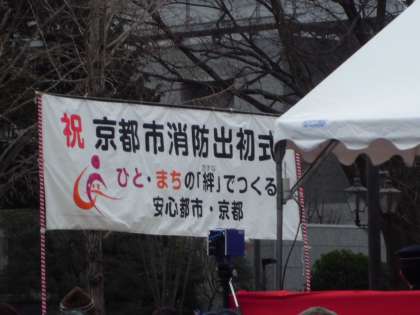 祝 京都市消防出初式
ひと・まちの「絆」でつくる
安心都市・京都